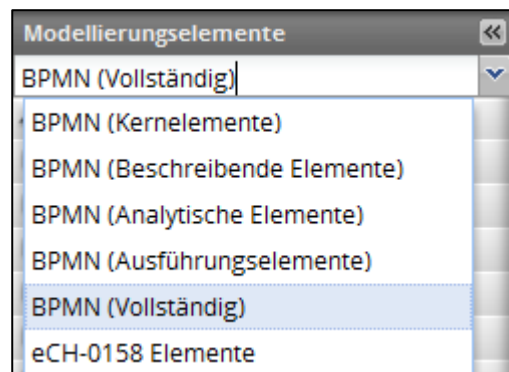 Modellierungselemente
BPMN (Vollständig)
BPMN (Kernelemente)
BPMN (Beschreibende Elemente)
BPMN (Analytische Elemente)
BPMN (Ausführungselemente)
BPMN (Vollständig)
eCH-0158 Elemente